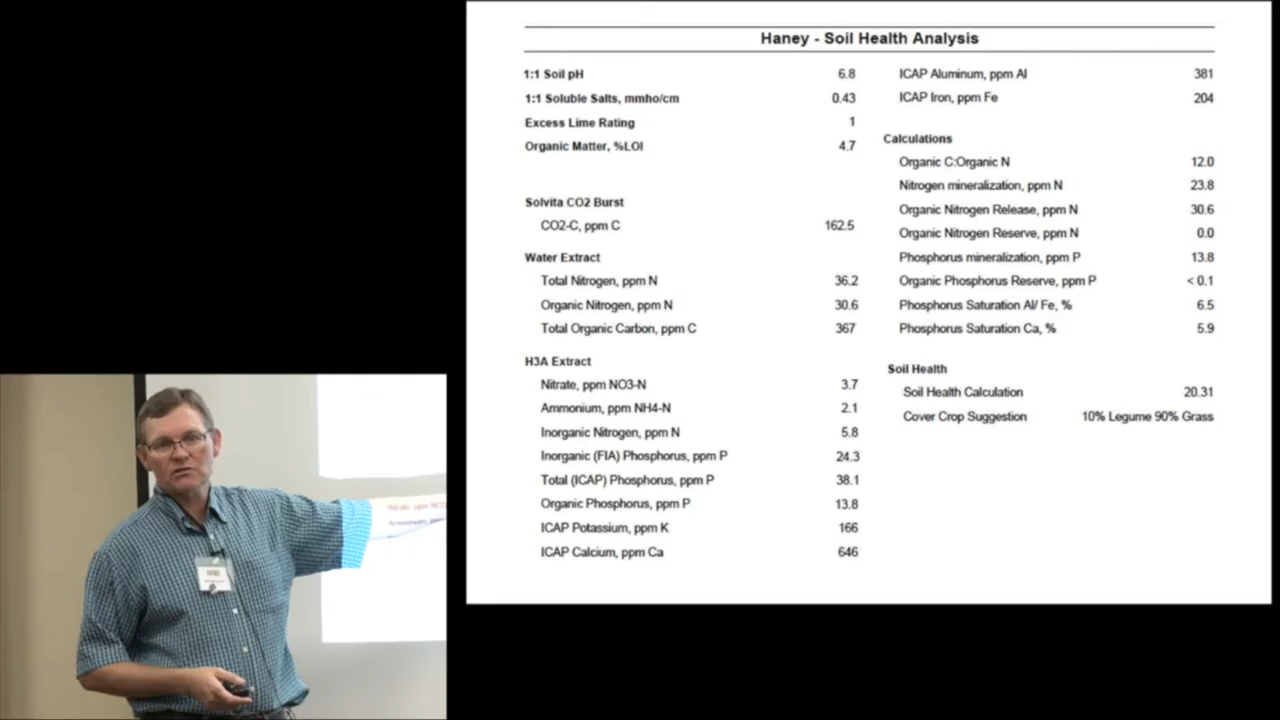 Haney - Soil Health Analysis
1:1 Soil pH 6.8
1:1 Soluble Salts, mmho/cm 0.43
Excess Lime Rating 1
Organic Matter, %LOI 4.7
Solvita CO2 Burst
CO2-C, ppm C 162.5
Water Extract
Total Nitrogen, ppm N 36.2
Organic Nitrogen, ppm N 30.6
Total Organic Carbon, ppm C 367
H3A Extract
Nitrate, ppm NO3-N 3.7
Ammonium, ppm NH4-N 2.1
Inorganic Nitrogen, ppm N 5.8
Inorganic (FIA) Phosphorus, ppm P 24.3
Total (ICAP) Phosphorus, ppm P 38.1
Organic Phosphorus, ppm P 13.8
ICAP Potassium, ppm K 166
ICAP Calcium, ppm Ca 646
ICAP Aluminum, ppm Al 381
ICAP Iron, ppm Fe 204
Calculations
Organic C:Organic N 12.0
Nitrogen mineralization, ppm N 23.8
Organic Nitrogen Release, ppm N 30.6
Organic Nitrogen Reserve, ppm N 0.0
Phosphorus mineralization, ppm P 13.8
Organic Phosphorus Reserve, ppm P < 0.1
Phosphorus Saturation Al/ Fe, % 6.5
Phosphorus Saturation Ca, % 5.9
Soil Health
Soil Health Calculation 20.31
Cover Crop Suggestion 10% Legume 90% Grass
Nitrate, ppm NO3
Ammonium,